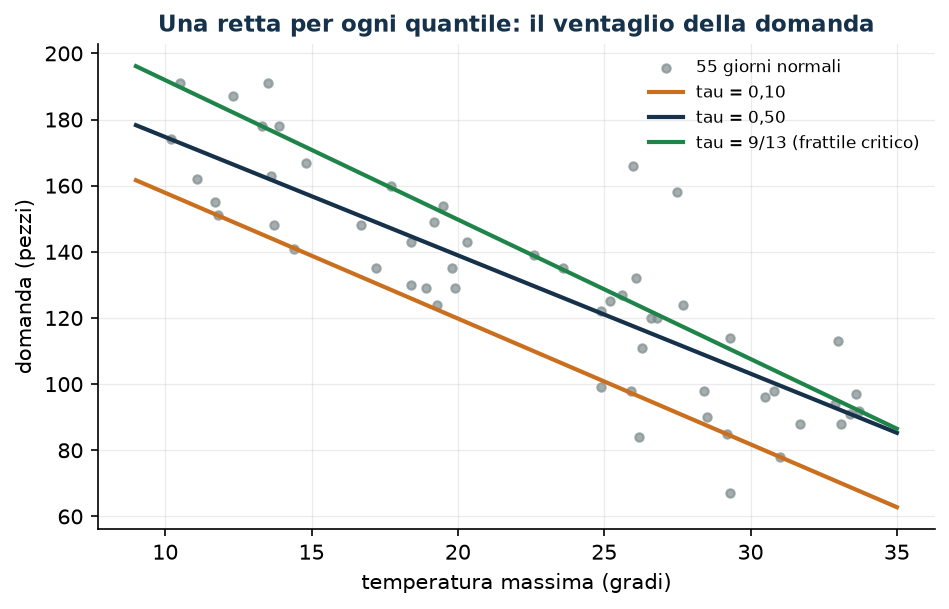 Una retta per ogni quantile: il ventaglio della domanda
55 giorni normali
tau = 0,10
tau = 0,50
tau = 9/13 (frattile critico)
domanda (pezzi)
200
180
160
140
120
100
80
60
10 15 20 25 30 35
temperatura massima (gradi)